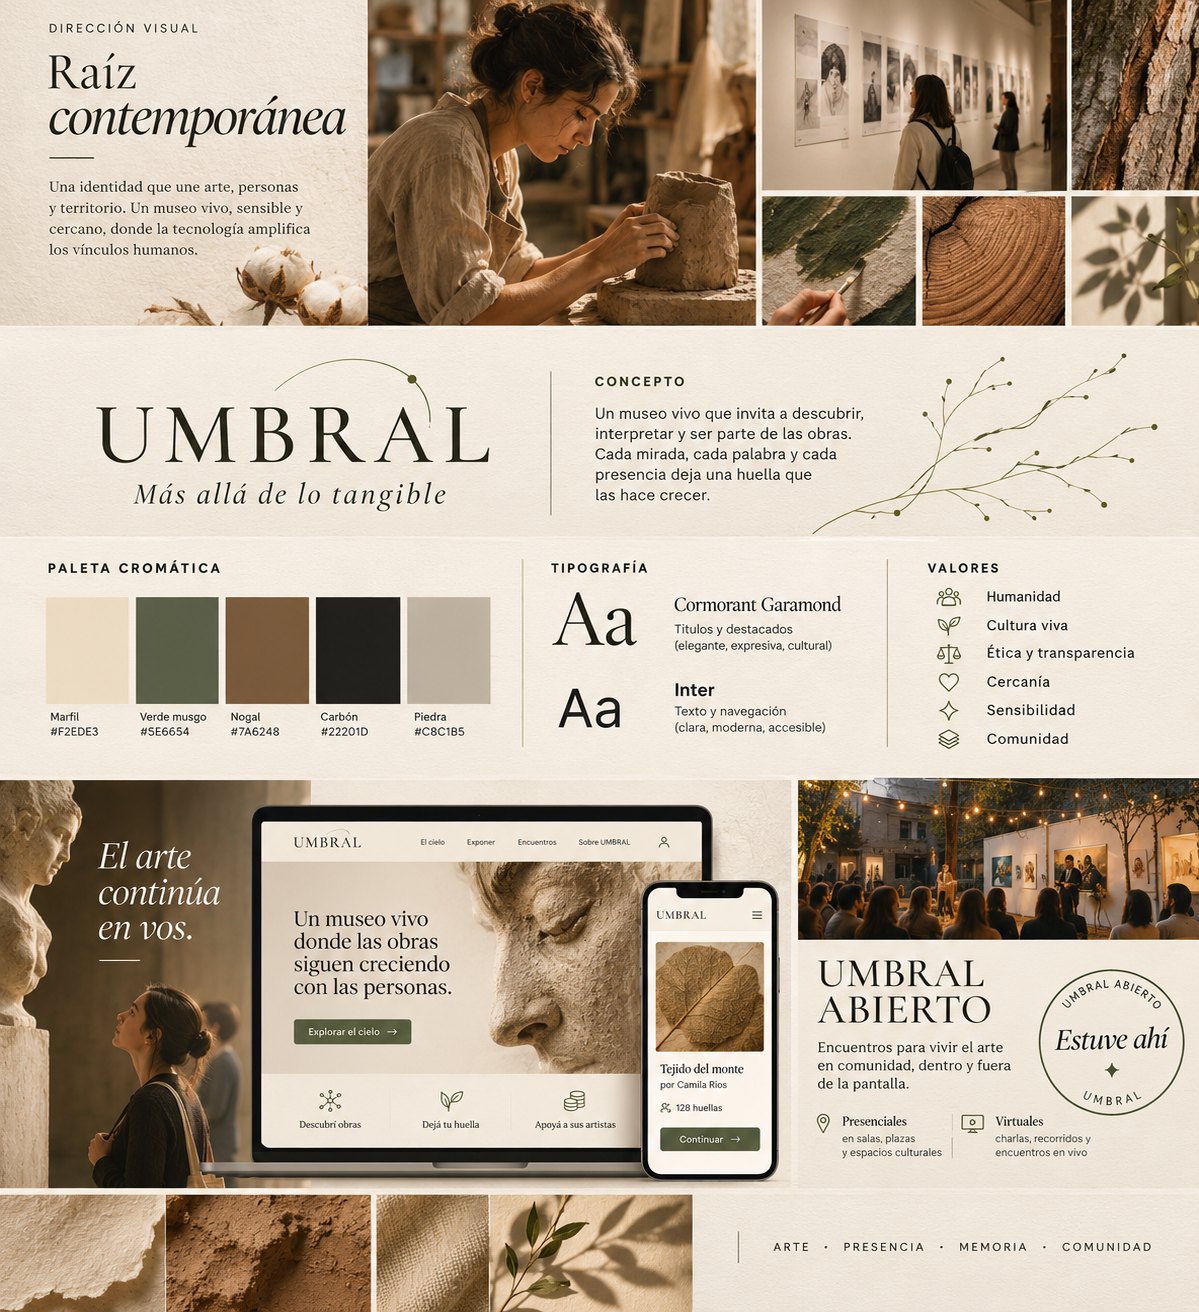 DIRECCIÓN VISUAL
Raíz
contemporánea
Una identidad que une arte, personas
y territorio. Un museo vivo, sensible y
cercano, donde la tecnología amplifica
los vínculos humanos.
UMBRAL
Más allá de lo tangible
CONCEPTO
Un museo vivo que invita a descubrir,
interpretar y ser parte de las obras.
Cada mirada, cada palabra y cada
presencia deja una huella que
las hace crecer.
PALETA CROMÁTICA
Marfil
#F2EDE3
Verde musgo
#5E6654
Nogal
#7A6248
Carbón
#22201D
Piedra
#C8C1B5
TIPOGRAFÍA
Aa
Cormorant Garamond
Titulos y destacados
(elegante, expresiva, cultural)
Aa
Inter
Texto y navegación
(clara, moderna, accesible)
VALORES
Humanidad
Cultura viva
Ética y transparencia
Cercanía
Sensibilidad
Comunidad
El arte
continúa
en vos.
UMBRAL
El cielo
Exponer
Encuentros
Sobre UMBRAL
Un museo vivo
donde las obras
siguen creciendo
con las personas.
Explorar el cielo →
Descubrí obras
Dejá tu huella
Apoyá a sus artistas
UMBRAL
Tejido del monte
por Camila Rios
128 huellas
Continuar →
UMBRAL
ABIERTO
Encuentros para vivir el arte
en comunidad, dentro y fuera
de la pantalla.
Presenciales
en salas, plazas
y espacios culturales
Virtuales
charlas, recorridos y
encuentros en vivo
UMBRAL ABIERTO
Estuve ahí
UMBRAL
ARTE · PRESENCIA · MEMORIA · COMUNIDAD